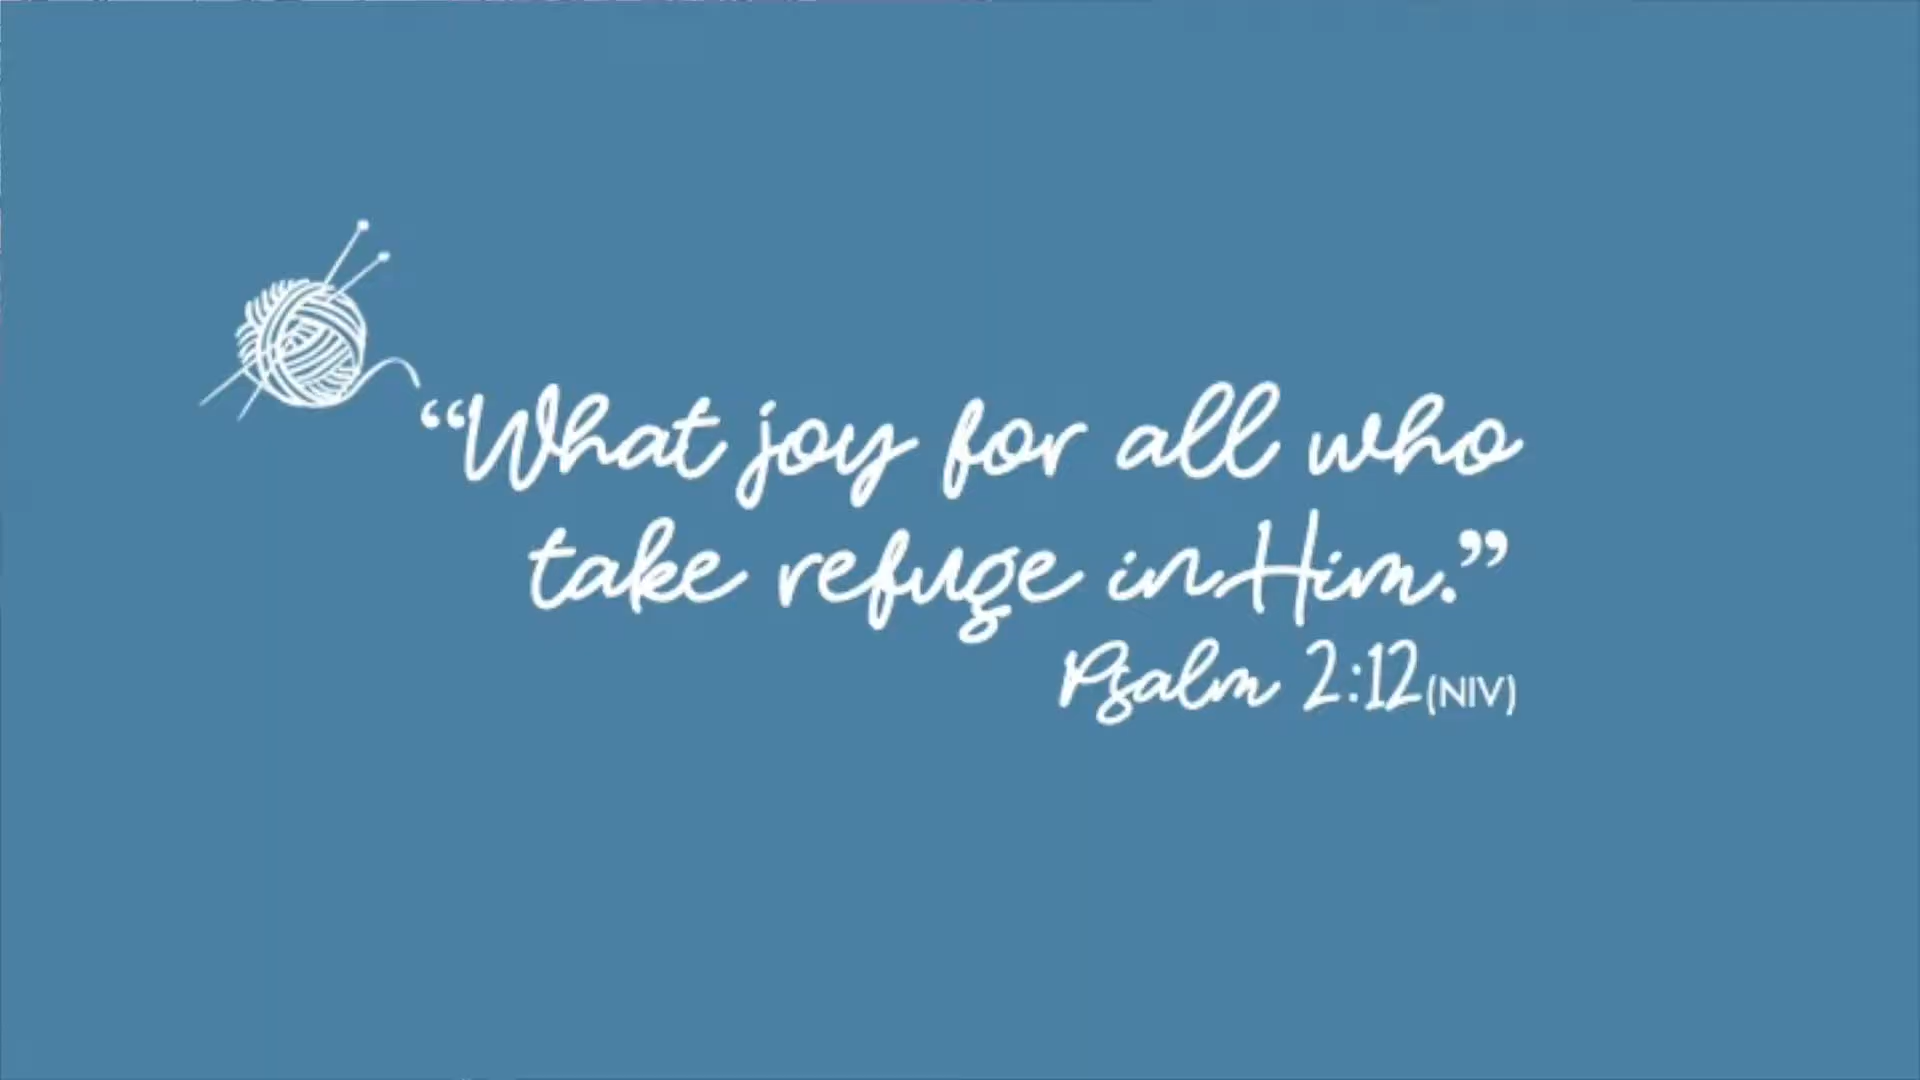 “What joy for all who
take refuge in Him.”
Psalm 2:12 (NIV)